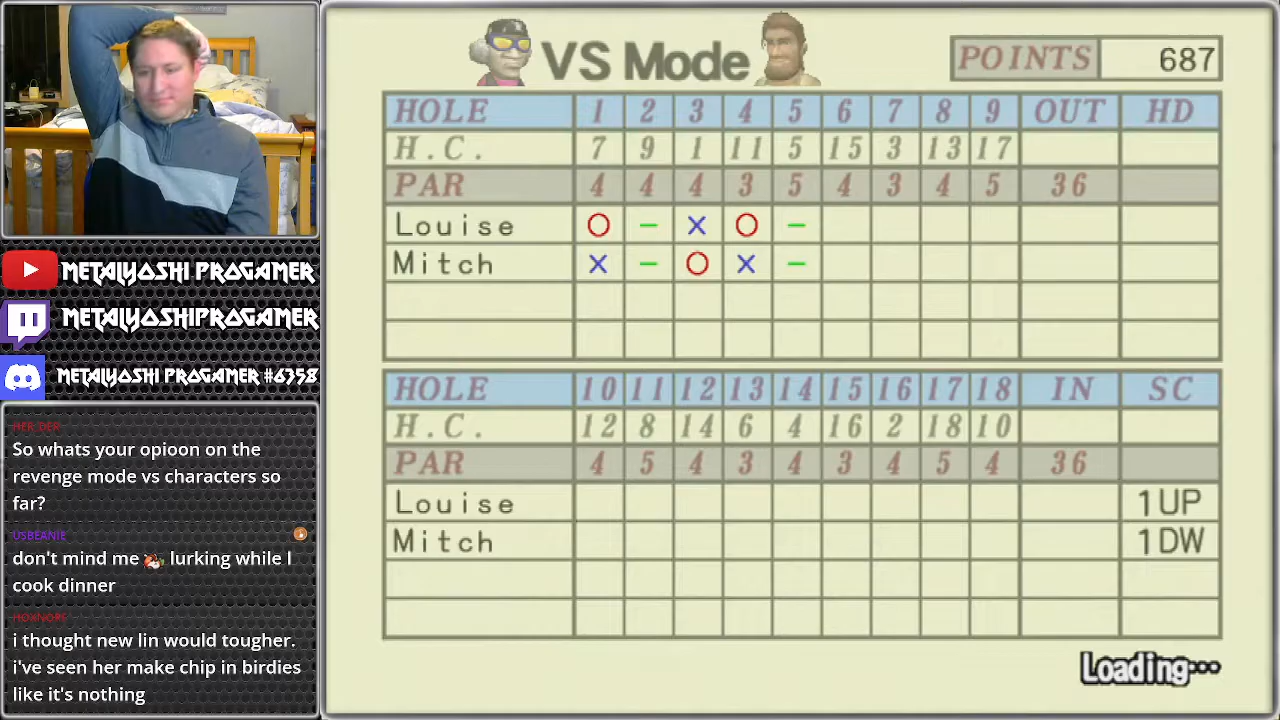 VS Mode
POINTS 687
HOLE 1 2 3 4 5 6 7 8 9 OUT HD
H.C. 7 9 1 11 5 15 3 13 17
PAR 4 4 4 3 5 4 3 4 5 36
Louise O - X O -
Mitch X - O X -
HOLE 10 11 12 13 14 15 16 17 18 IN SC
H.C. 12 8 14 6 4 16 2 18 10
PAR 4 5 4 3 4 3 4 5 4 36
Louise 1UP
Mitch 1DW
Loading...
METALYOSHI PROGAMER
METALYOSHIPROGAMER
METALYOSHI PROGAMER #6358
HER DER
So whats your opioon on the
revenge mode vs characters so
far?
USBEANIE
don't mind me lurking while I
cook dinner
HOXNORF
i thought new lin would tougher.
i've seen her make chip in birdies
like it's nothing